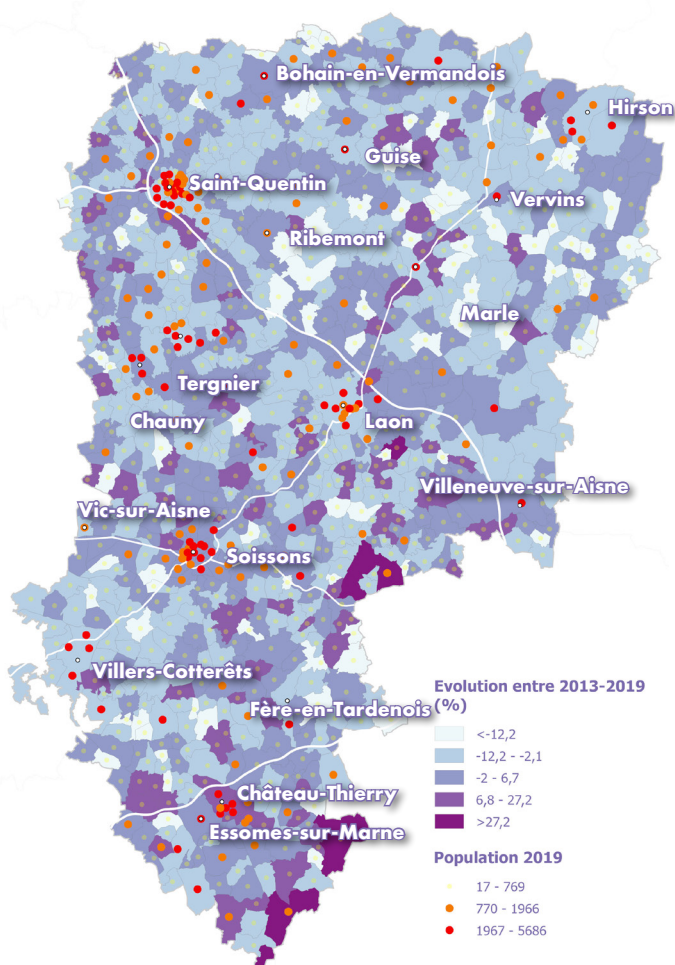 Bohain-en-Vermandois
Hirson
Guise
Saint-Quentin
Vervins
Ribemont
Marle
Tergnier
Chauny
Laon
Villeneuve-sur-Aisne
Vic-sur-Aisne
Soissons
Villers-Cotterêts
Fère-en-Tardenois
Château-Thierry
Essomes-sur-Marne
Evolution entre 2013-2019
(%)
<-12,2
-12,2 - -2,1
-2 - 6,7
6,8 - 27,2
>27,2
Population 2019
17 - 769
770 - 1966
1967 - 5686